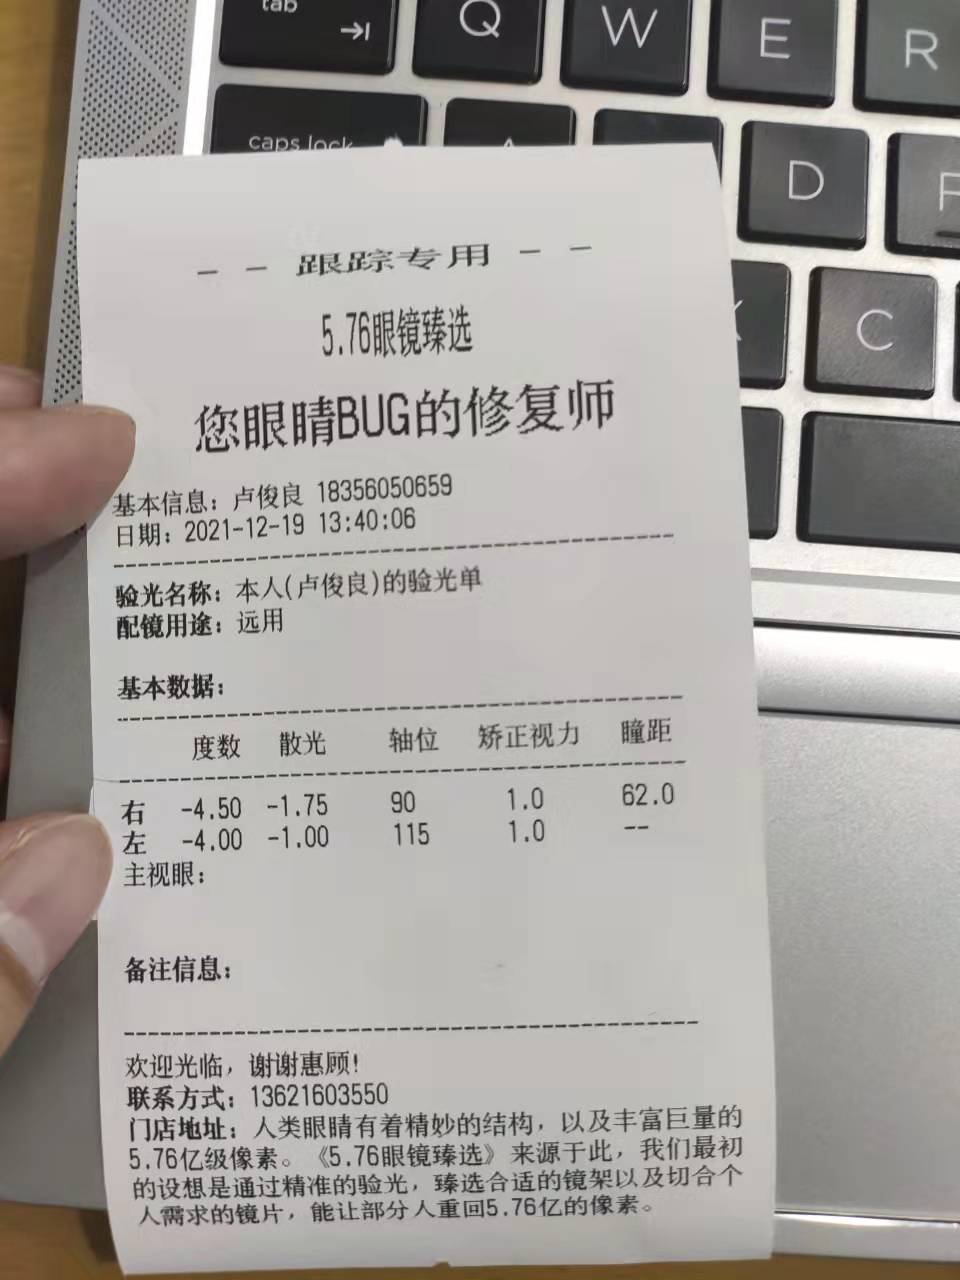 tab
Q W E R
caps lock
D
C
-- 跟踪专用 --
5.76眼镜臻选
您眼睛BUG的修复师
基本信息: 卢俊良 18356050659
日期: 2021-12-19 13:40:06
验光名称: 本人(卢俊良)的验光单
配镜用途: 远用
基本数据:
度数 散光 轴位 矫正视力 瞳距
右 -4.50 -1.75 90 1.0 62.0
左 -4.00 -1.00 115 1.0 --
主视眼:
备注信息:
欢迎光临, 谢谢惠顾!
联系方式: 13621603550
门店地址: 人类眼睛有着精妙的结构, 以及丰富巨量的
5.76亿级像素。《5.76眼镜臻选》来源于此, 我们最初
的设想是通过精准的验光, 臻选合适的镜架以及切合个
人需求的镜片, 能让部分人重回5.76亿的像素。